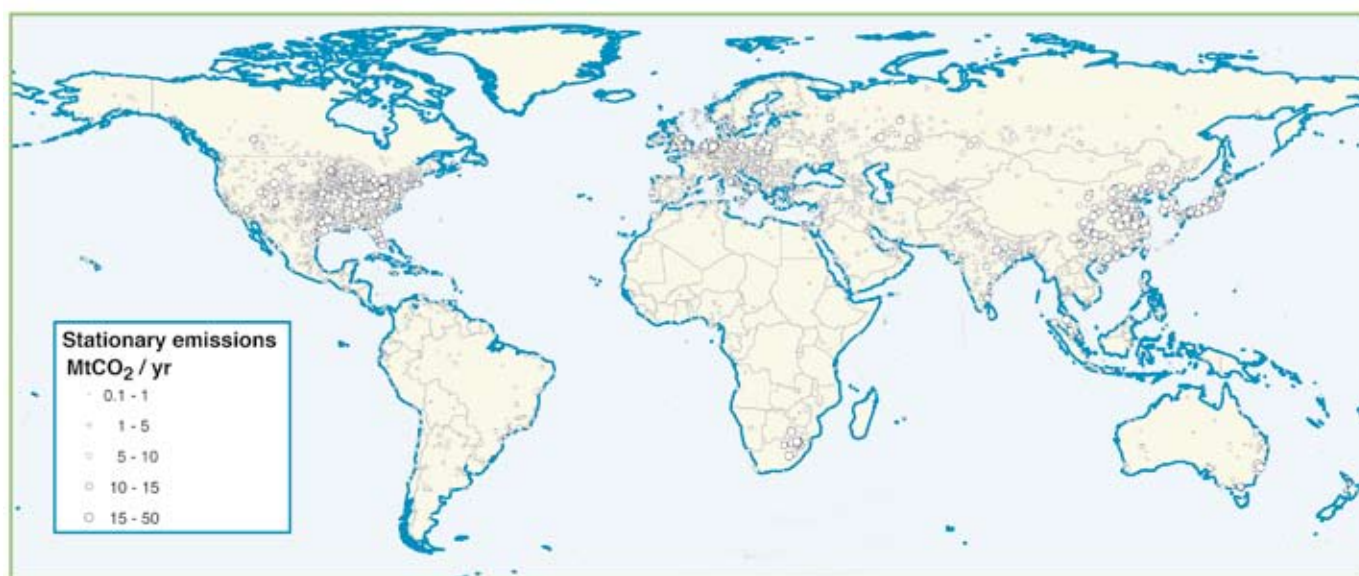 Stationary emissions
MtCO₂ / yr
0.1 - 1
1 - 5
5 - 10
10 - 15
15 - 50